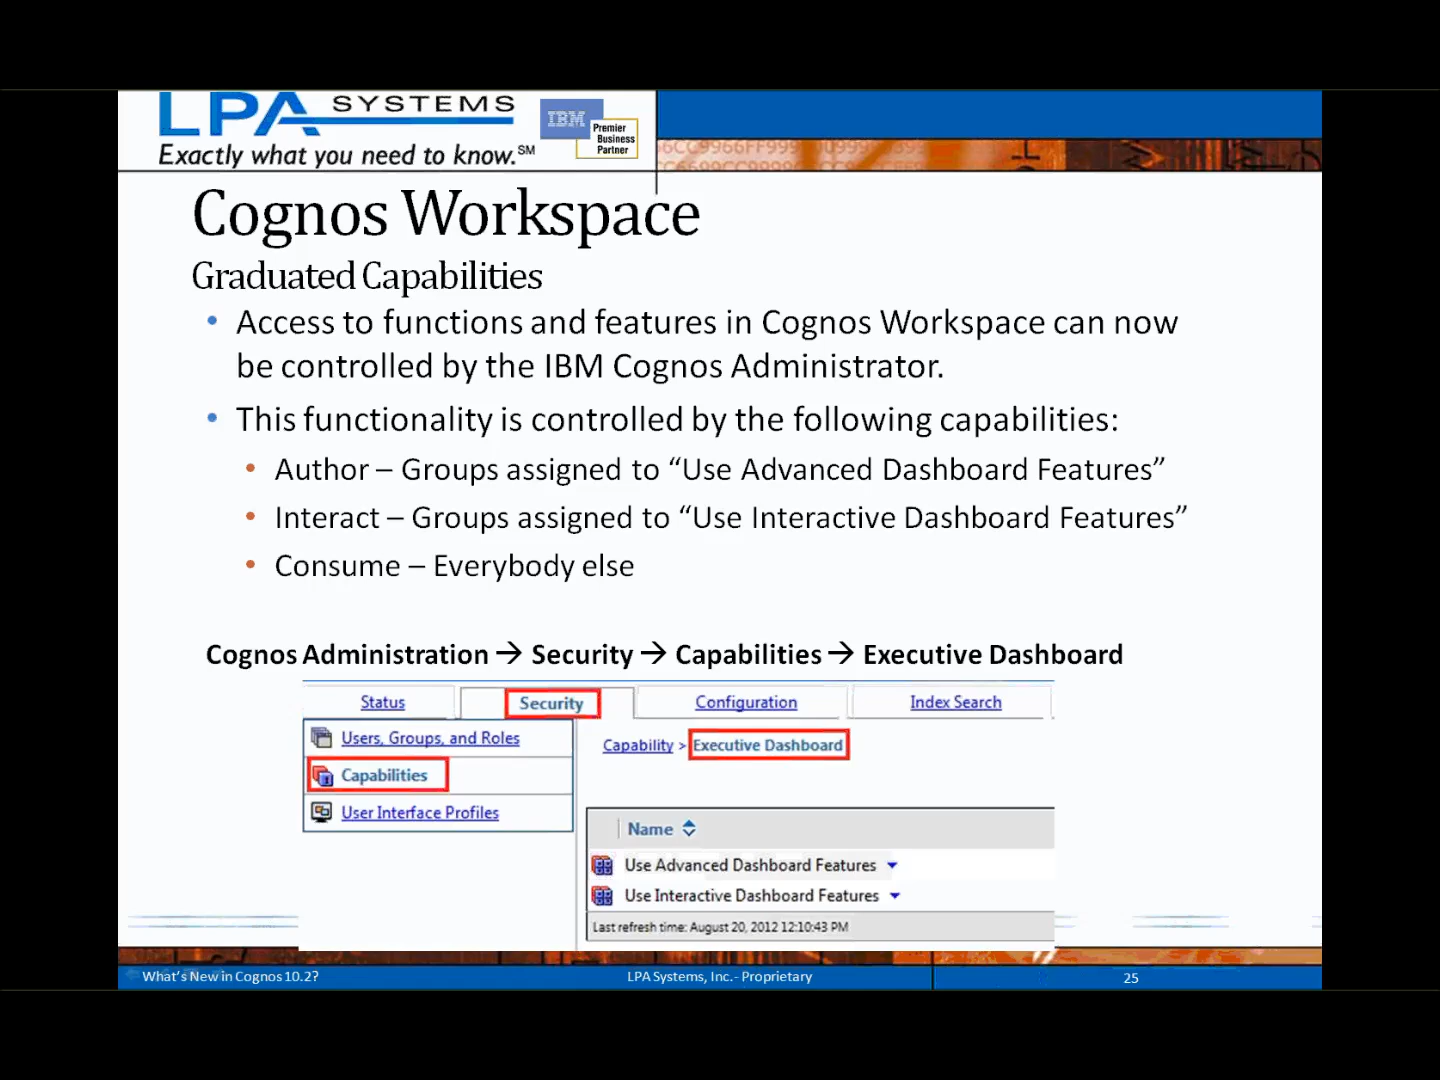 LPA SYSTEMS
Exactly what you need to know.℠
IBM
Premier
Business
Partner
Cognos Workspace
Graduated Capabilities
• Access to functions and features in Cognos Workspace can now
be controlled by the IBM Cognos Administrator.
• This functionality is controlled by the following capabilities:
• Author – Groups assigned to “Use Advanced Dashboard Features”
• Interact – Groups assigned to “Use Interactive Dashboard Features”
• Consume – Everybody else
Cognos Administration → Security → Capabilities → Executive Dashboard
Status Security Configuration Index Search
Users, Groups, and Roles
Capability > Executive Dashboard
Capabilities
User Interface Profiles
Name
Use Advanced Dashboard Features
Use Interactive Dashboard Features
Last refresh time: August 20, 2012 12:10:43 PM
What's New in Cognos 10.2? LPA Systems, Inc. - Proprietary 25